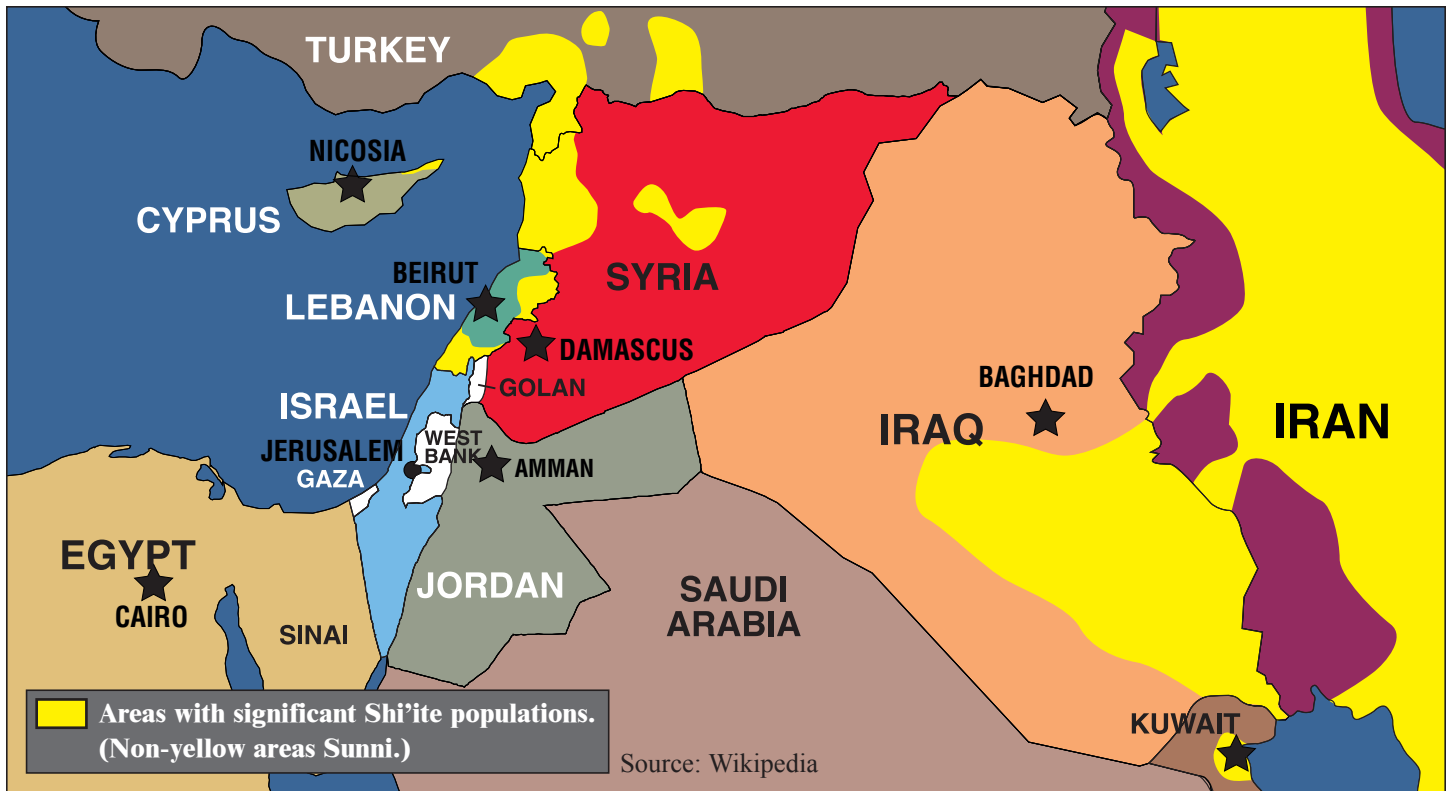 TURKEY
NICOSIA
CYPRUS
BEIRUT
LEBANON
SYRIA
DAMASCUS
GOLAN
ISRAEL
BAGHDAD
IRAQ
IRAN
JERUSALEM
WEST
BANK
AMMAN
GAZA
EGYPT
CAIRO
SINAI
JORDAN
SAUDI
ARABIA
KUWAIT
Areas with significant Shi'ite populations.
(Non-yellow areas Sunni.)
Source: Wikipedia